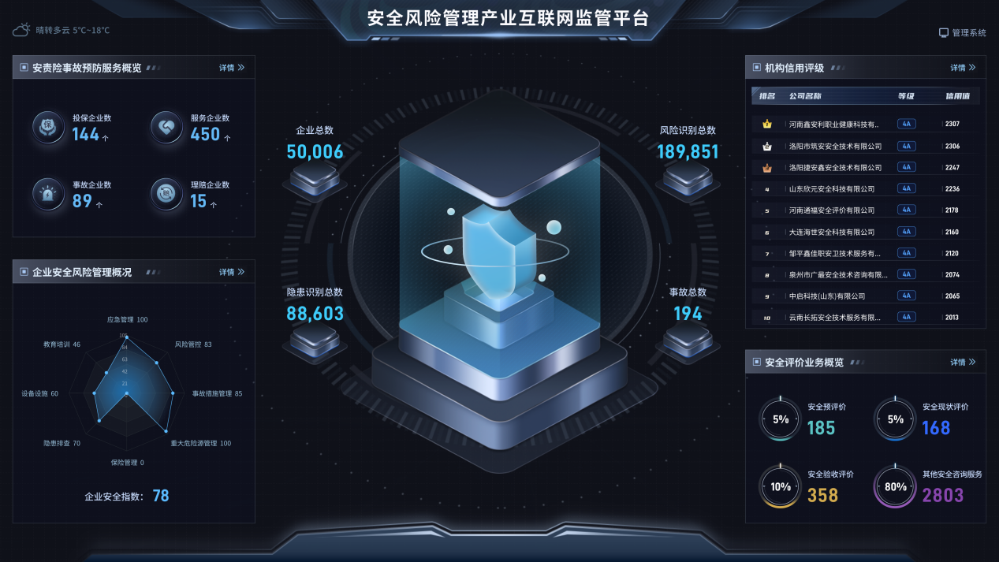 安全风险管理产业互联网监管平台
晴转多云 5℃~18℃
管理系统
安责险事故预防服务概览
详情
投保企业数
144 个
服务企业数
450 个
事故企业数
89 个
理赔企业数
15 个
企业安全风险管理概况
详情
应急管理 100
风险管控 83
事故措施管理 85
重大危险源管理 100
保险管理 0
隐患排查 70
设备设施 60
教育培训 46
105
84
63
42
21
企业安全指数: 78
企业总数
50,006
风险识别总数
189,851
隐患识别总数
88,603
事故总数
194
机构信用评级
详情
排名 公司名称 等级 信用值
1 河南鑫安利职业健康科技有.. 4A 2307
2 洛阳市筑安安全技术有限公司 4A 2306
3 洛阳捷安鑫安全技术有限公司 4A 2247
4 山东欣元安全科技有限公司 4A 2236
5 河南通福安全评价有限公司 4A 2178
6 大连海世安全科技有限公司 4A 2160
7 邹平鑫佳职安卫技术服务有... 4A 2120
8 泉州市广最安全技术咨询有限... 4A 2074
9 中启科技(山东)有限公司 4A 2065
10 云南长拓安全技术服务有限... 4A 2013
安全评价业务概览
详情
5%
安全预评价
185
5%
安全现状评价
168
10%
安全验收评价
358
80%
其他安全咨询服务
2803
保
赔